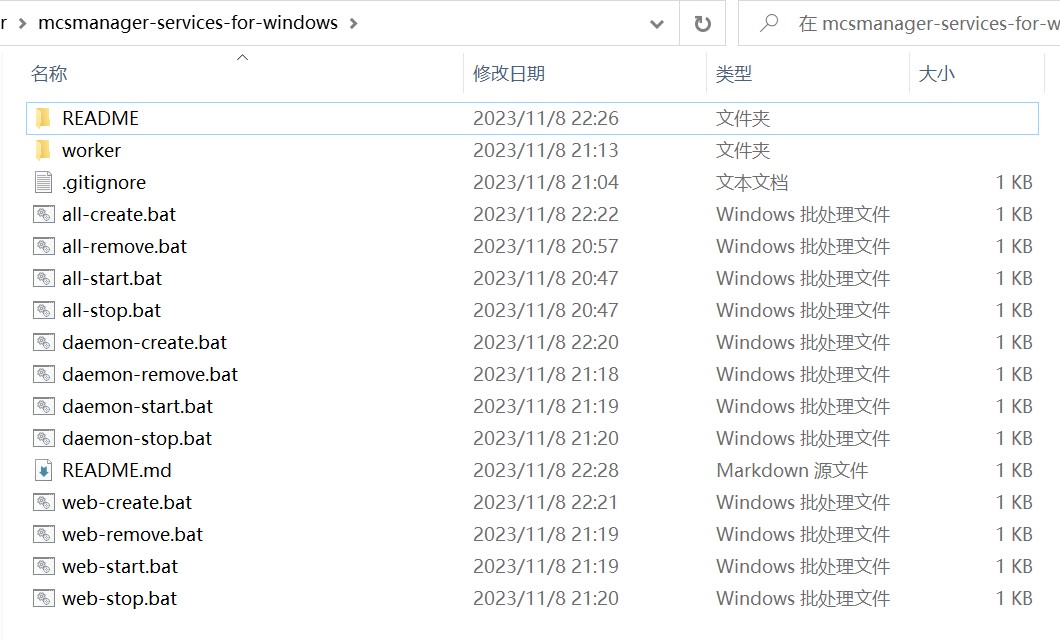 r > mcsmanager-services-for-windows > 在 mcsmanager-services-for-w
名称 修改日期 类型 大小
README 2023/11/8 22:26 文件夹
worker 2023/11/8 21:13 文件夹
.gitignore 2023/11/8 21:04 文本文档 1 KB
all-create.bat 2023/11/8 22:22 Windows 批处理文件 1 KB
all-remove.bat 2023/11/8 20:57 Windows 批处理文件 1 KB
all-start.bat 2023/11/8 20:47 Windows 批处理文件 1 KB
all-stop.bat 2023/11/8 20:47 Windows 批处理文件 1 KB
daemon-create.bat 2023/11/8 22:20 Windows 批处理文件 1 KB
daemon-remove.bat 2023/11/8 21:18 Windows 批处理文件 1 KB
daemon-start.bat 2023/11/8 21:19 Windows 批处理文件 1 KB
daemon-stop.bat 2023/11/8 21:20 Windows 批处理文件 1 KB
README.md 2023/11/8 22:28 Markdown 源文件 1 KB
web-create.bat 2023/11/8 22:21 Windows 批处理文件 1 KB
web-remove.bat 2023/11/8 21:19 Windows 批处理文件 1 KB
web-start.bat 2023/11/8 21:19 Windows 批处理文件 1 KB
web-stop.bat 2023/11/8 21:20 Windows 批处理文件 1 KB